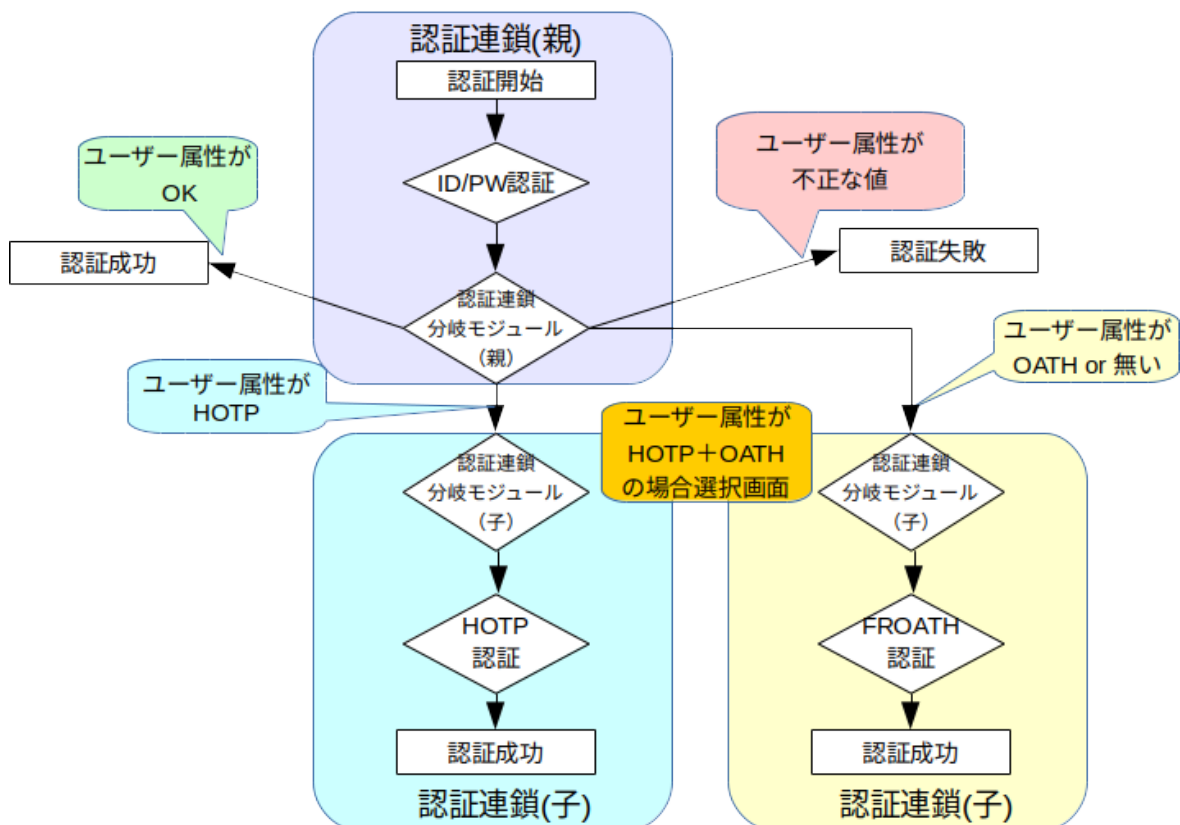 認証連鎖(親)
認証開始
ユーザー属性が
OK
ユーザー属性が
不正な値
ID/PW認証
認証成功
認証失敗
認証連鎖
分岐モジュール
（親）
ユーザー属性が
OATH or 無い
ユーザー属性が
HOTP
ユーザー属性が
HOTP＋OATH
の場合選択画面
認証連鎖
分岐モジュール
（子）
認証連鎖
分岐モジュール
（子）
HOTP
認証
FROATH
認証
認証成功
認証成功
認証連鎖(子)
認証連鎖(子)